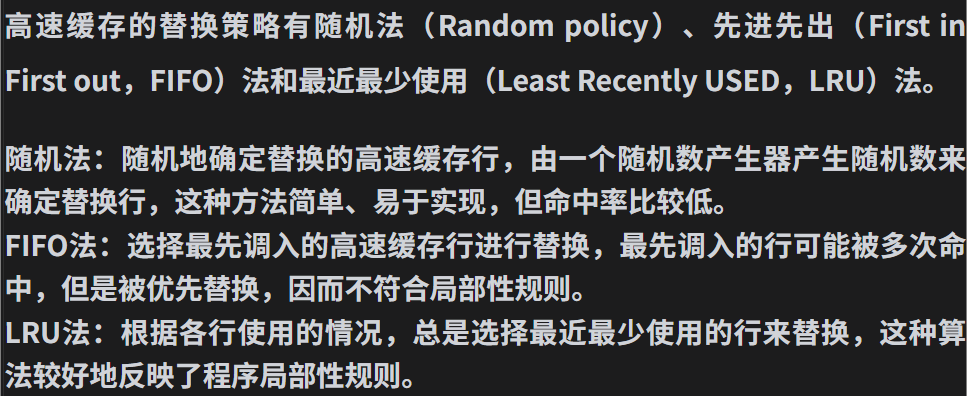 高速缓存的替换策略有随机法（Random policy）、先进先出（First in
First out，FIFO）法和最近最少使用（Least Recently USED，LRU）法。
随机法：随机地确定替换的高速缓存行，由一个随机数产生器产生随机数来
确定替换行，这种方法简单、易于实现，但命中率比较低。
FIFO法：选择最先调入的高速缓存行进行替换，最先调入的行可能被多次命
中，但是被优先替换，因而不符合局部性规则。
LRU法：根据各行使用的情况，总是选择最近最少使用的行来替换，这种算
法较好地反映了程序局部性规则。